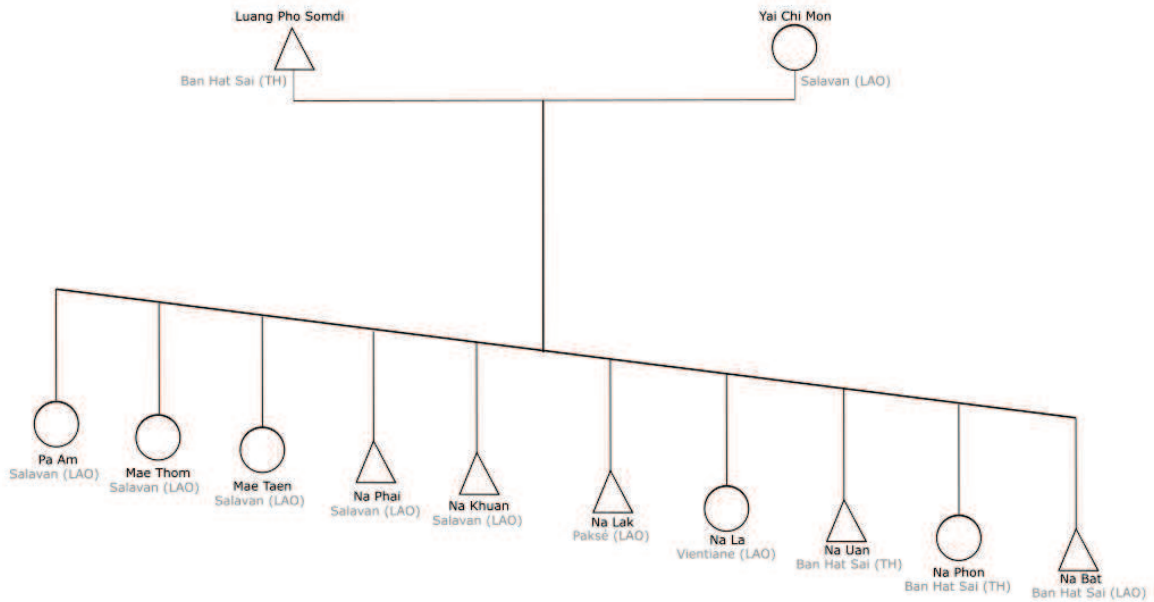 Luang Pho Somdi
Ban Hat Sai (TH)
Yai Chi Mon
Salavan (LAO)
Pa Am
Salavan (LAO)
Mae Thom
Salavan (LAO)
Mae Taen
Salavan (LAO)
Na Phai
Salavan (LAO)
Na Khuan
Salavan (LAO)
Na Lak
Paksé (LAO)
Na La
Vientiane (LAO)
Na Uan
Ban Hat Sai (TH)
Na Phon
Ban Hat Sai (TH)
Na Bat
Ban Hat Sai (LAO)